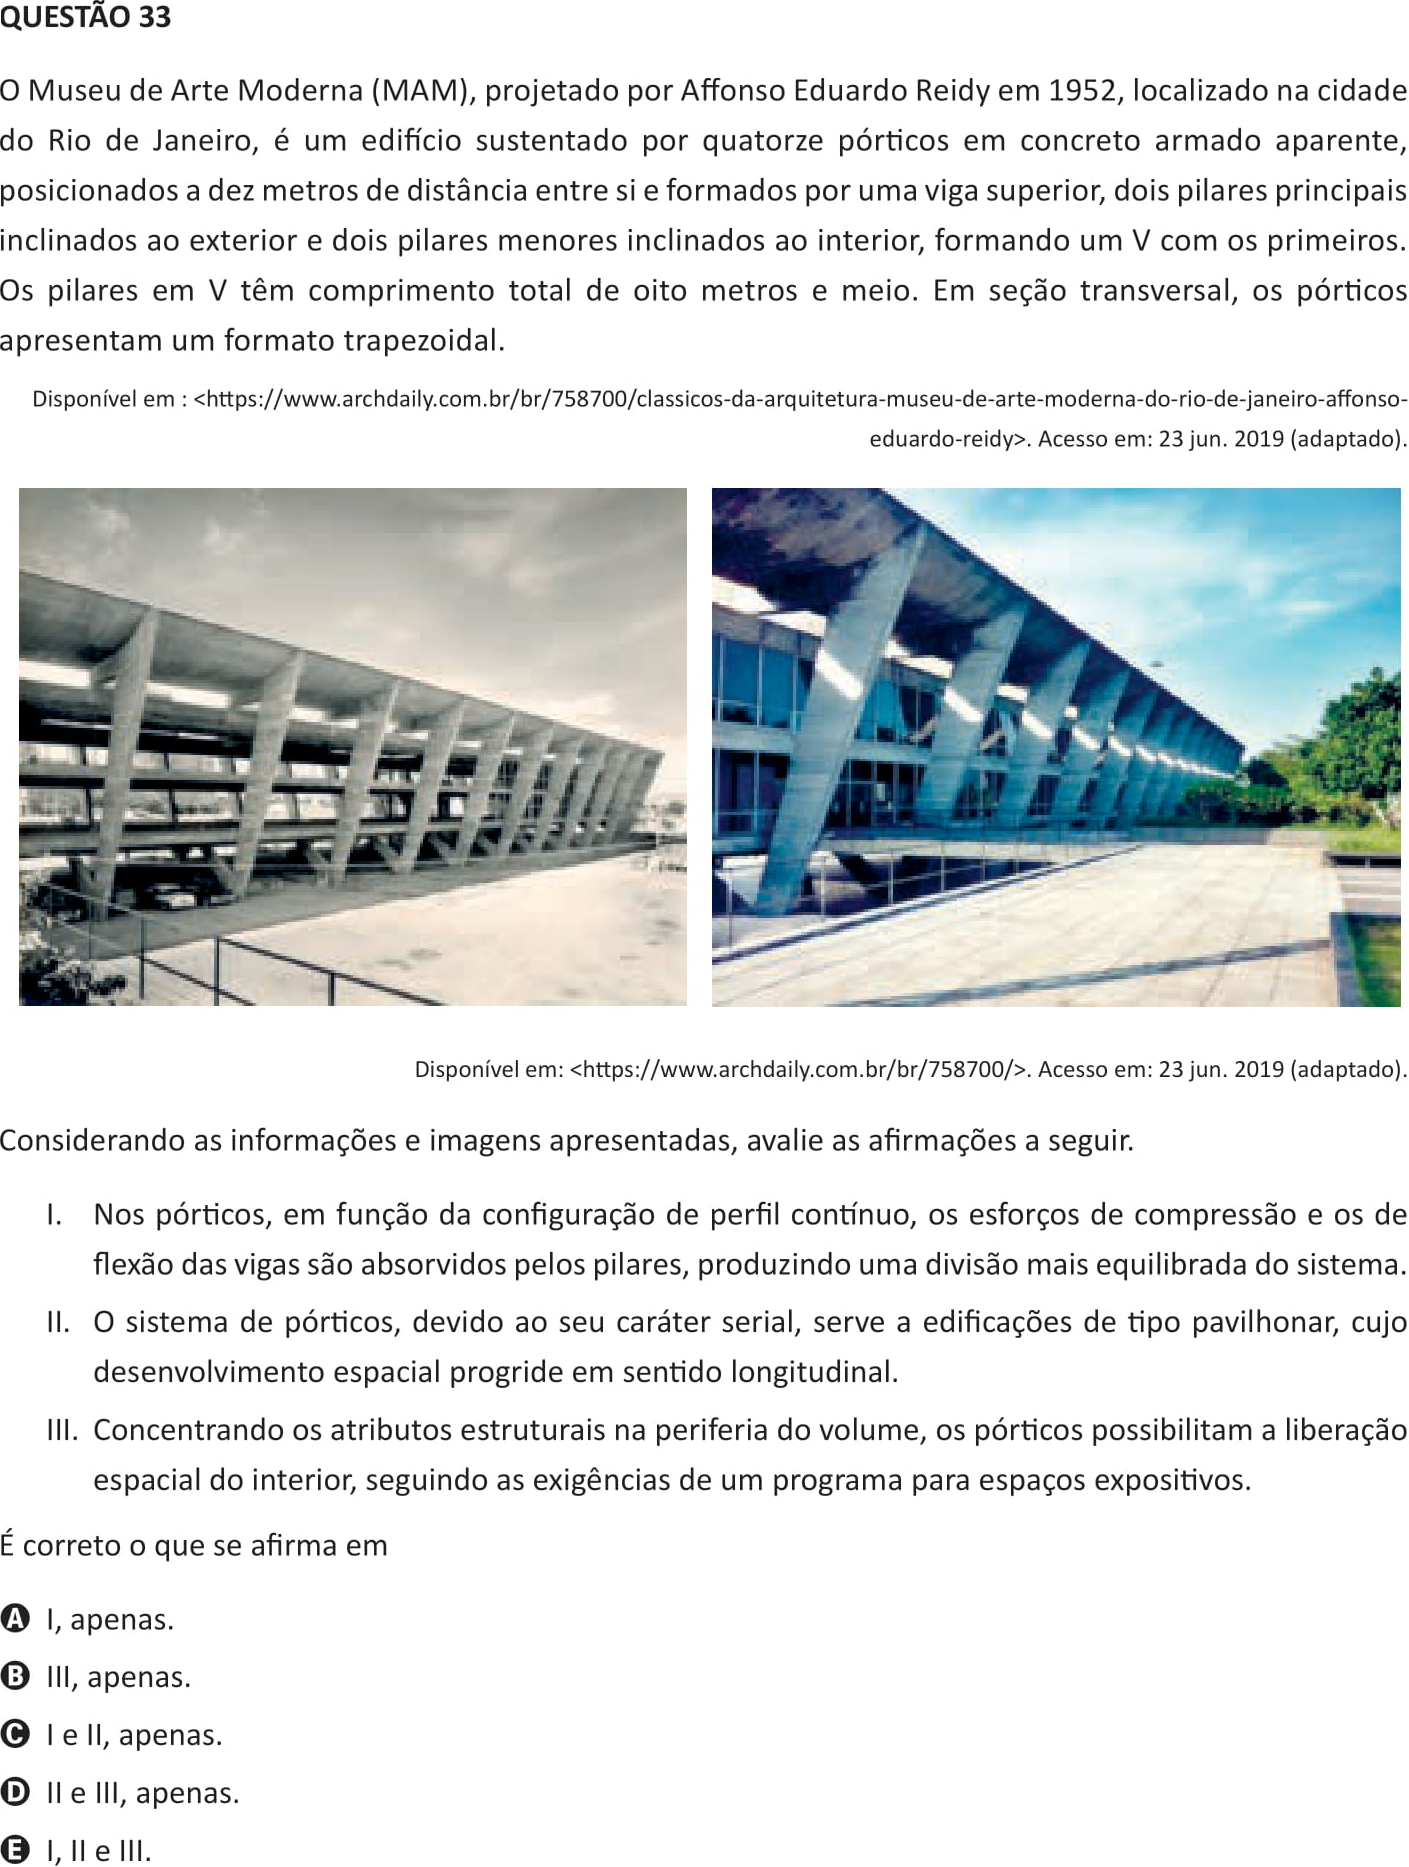 QUESTÃO 33
O Museu de Arte Moderna (MAM), projetado por Affonso Eduardo Reidy em 1952, localizado na cidade
do Rio de Janeiro, é um edifício sustentado por quatorze pórticos em concreto armado aparente,
posicionados a dez metros de distância entre si e formados por uma viga superior, dois pilares principais
inclinados ao exterior e dois pilares menores inclinados ao interior, formando um V com os primeiros.
Os pilares em V têm comprimento total de oito metros e meio. Em seção transversal, os pórticos
apresentam um formato trapezoidal.
Disponível em : <https://www.archdaily.com.br/br/758700/classicos-da-arquitetura-museu-de-arte-moderna-do-rio-de-janeiro-affonso-
eduardo-reidy>. Acesso em: 23 jun. 2019 (adaptado).
Disponível em: <https://www.archdaily.com.br/br/758700/>. Acesso em: 23 jun. 2019 (adaptado).
Considerando as informações e imagens apresentadas, avalie as afirmações a seguir.
I. Nos pórticos, em função da configuração de perfil contínuo, os esforços de compressão e os de
flexão das vigas são absorvidos pelos pilares, produzindo uma divisão mais equilibrada do sistema.
II. O sistema de pórticos, devido ao seu caráter serial, serve a edificações de tipo pavilhonar, cujo
desenvolvimento espacial progride em sentido longitudinal.
III. Concentrando os atributos estruturais na periferia do volume, os pórticos possibilitam a liberação
espacial do interior, seguindo as exigências de um programa para espaços expositivos.
É correto o que se afirma em
A I, apenas.
B III, apenas.
C I e II, apenas.
D II e III, apenas.
E I, II e III.